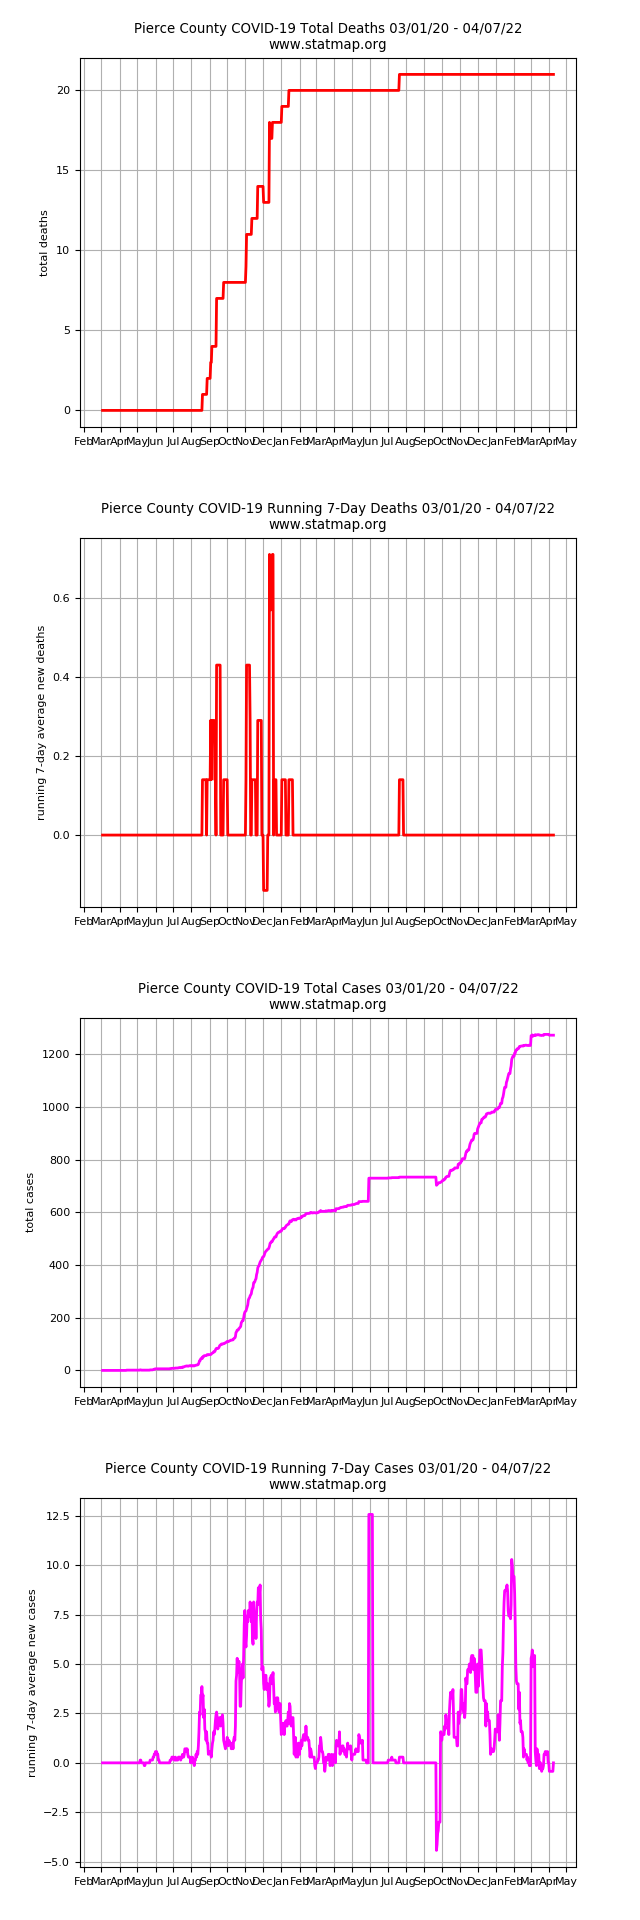 Pierce County COVID-19 Total Deaths 03/01/20 - 04/07/22
www.statmap.org
20
15
10
5
0
total deaths
Feb Mar Apr May Jun Jul Aug Sep Oct Nov Dec Jan Feb Mar Apr May Jun Jul Aug Sep Oct Nov Dec Jan Feb Mar Apr May
Pierce County COVID-19 Running 7-Day Deaths 03/01/20 - 04/07/22
www.statmap.org
0.6
0.4
0.2
0.0
running 7-day average new deaths
Feb Mar Apr May Jun Jul Aug Sep Oct Nov Dec Jan Feb Mar Apr May Jun Jul Aug Sep Oct Nov Dec Jan Feb Mar Apr May
Pierce County COVID-19 Total Cases 03/01/20 - 04/07/22
www.statmap.org
1200
1000
800
600
400
200
0
total cases
Feb Mar Apr May Jun Jul Aug Sep Oct Nov Dec Jan Feb Mar Apr May Jun Jul Aug Sep Oct Nov Dec Jan Feb Mar Apr May
Pierce County COVID-19 Running 7-Day Cases 03/01/20 - 04/07/22
www.statmap.org
12.5
10.0
7.5
5.0
2.5
0.0
−2.5
−5.0
running 7-day average new cases
Feb Mar Apr May Jun Jul Aug Sep Oct Nov Dec Jan Feb Mar Apr May Jun Jul Aug Sep Oct Nov Dec Jan Feb Mar Apr May